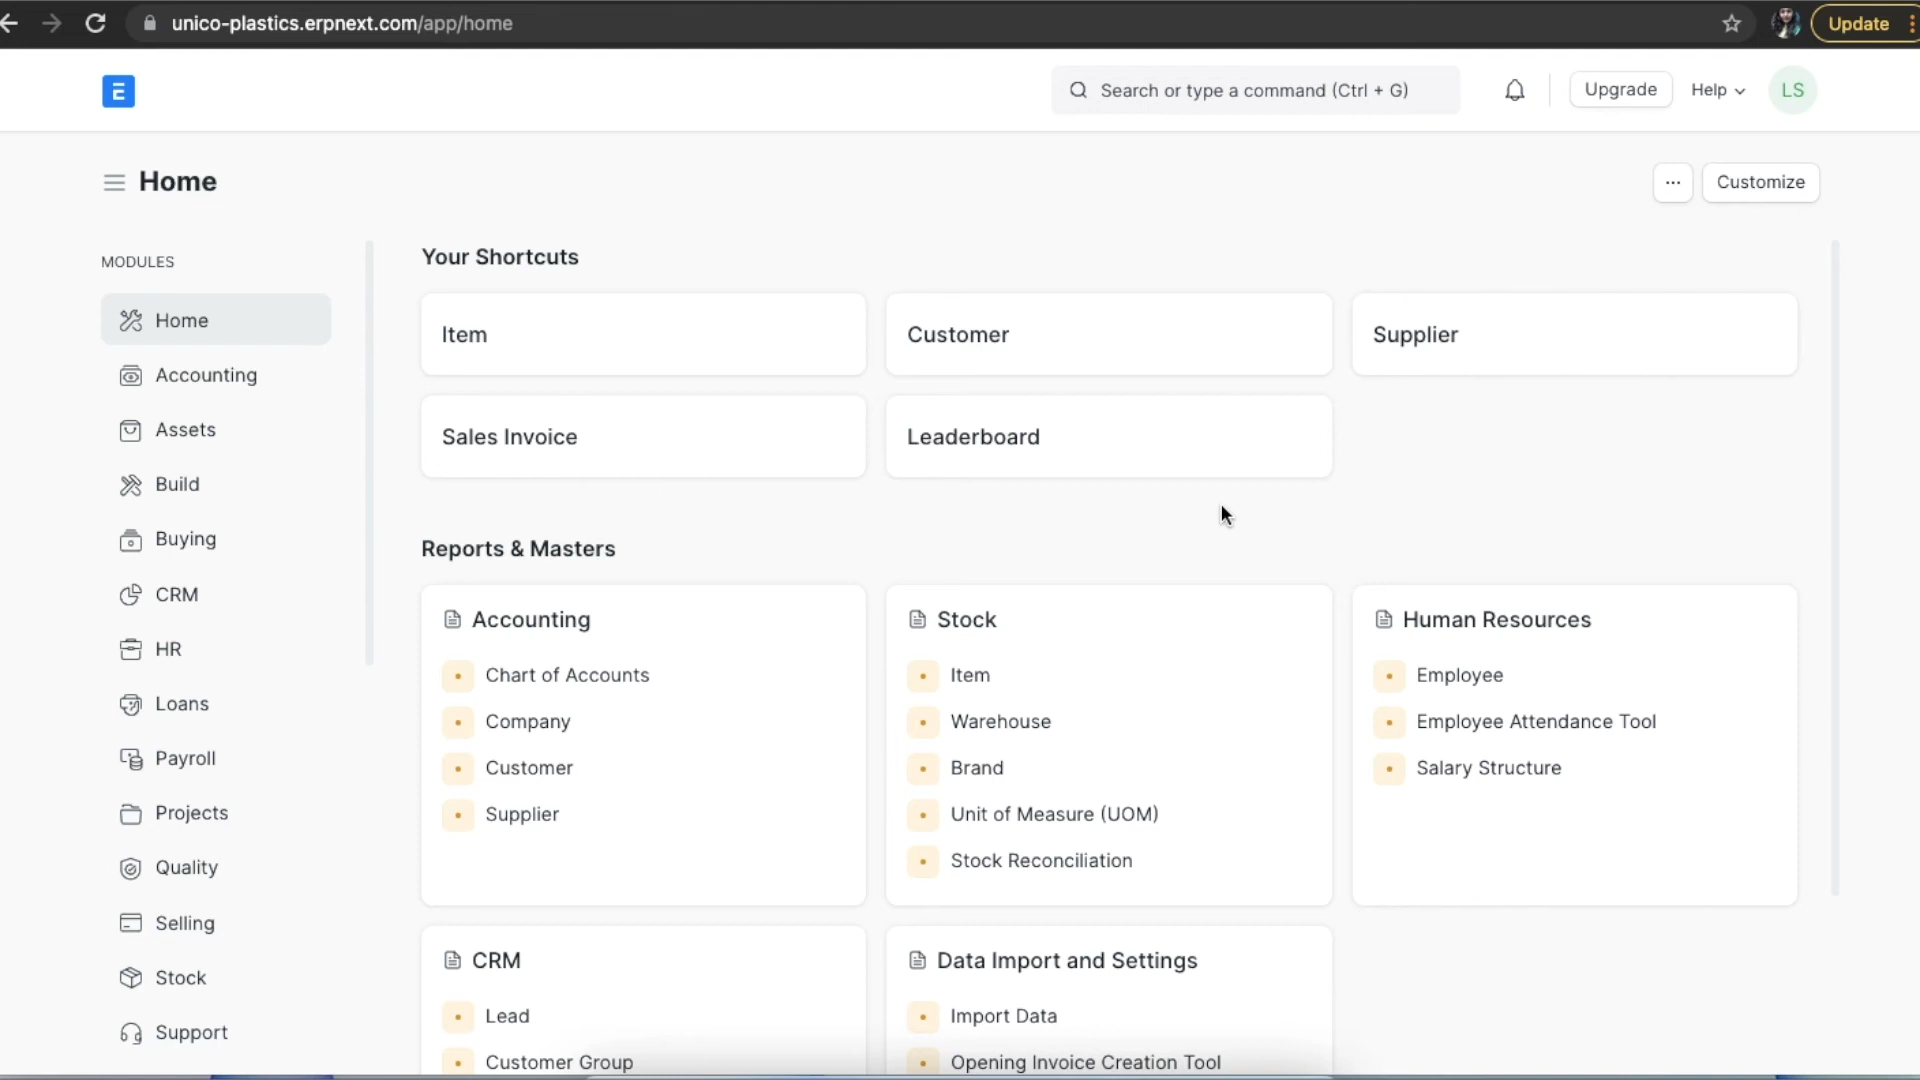 unico-plastics.erpnext.com/app/home
Update
E
Search or type a command (Ctrl + G)
Upgrade
Help
LS
Home
...
Customize
MODULES
Home
Accounting
Assets
Build
Buying
CRM
HR
Loans
Payroll
Projects
Quality
Selling
Stock
Support
Your Shortcuts
Item
Customer
Supplier
Sales Invoice
Leaderboard
Reports & Masters
Accounting
Chart of Accounts
Company
Customer
Supplier
Stock
Item
Warehouse
Brand
Unit of Measure (UOM)
Stock Reconciliation
Human Resources
Employee
Employee Attendance Tool
Salary Structure
CRM
Lead
Customer Group
Data Import and Settings
Import Data
Opening Invoice Creation Tool